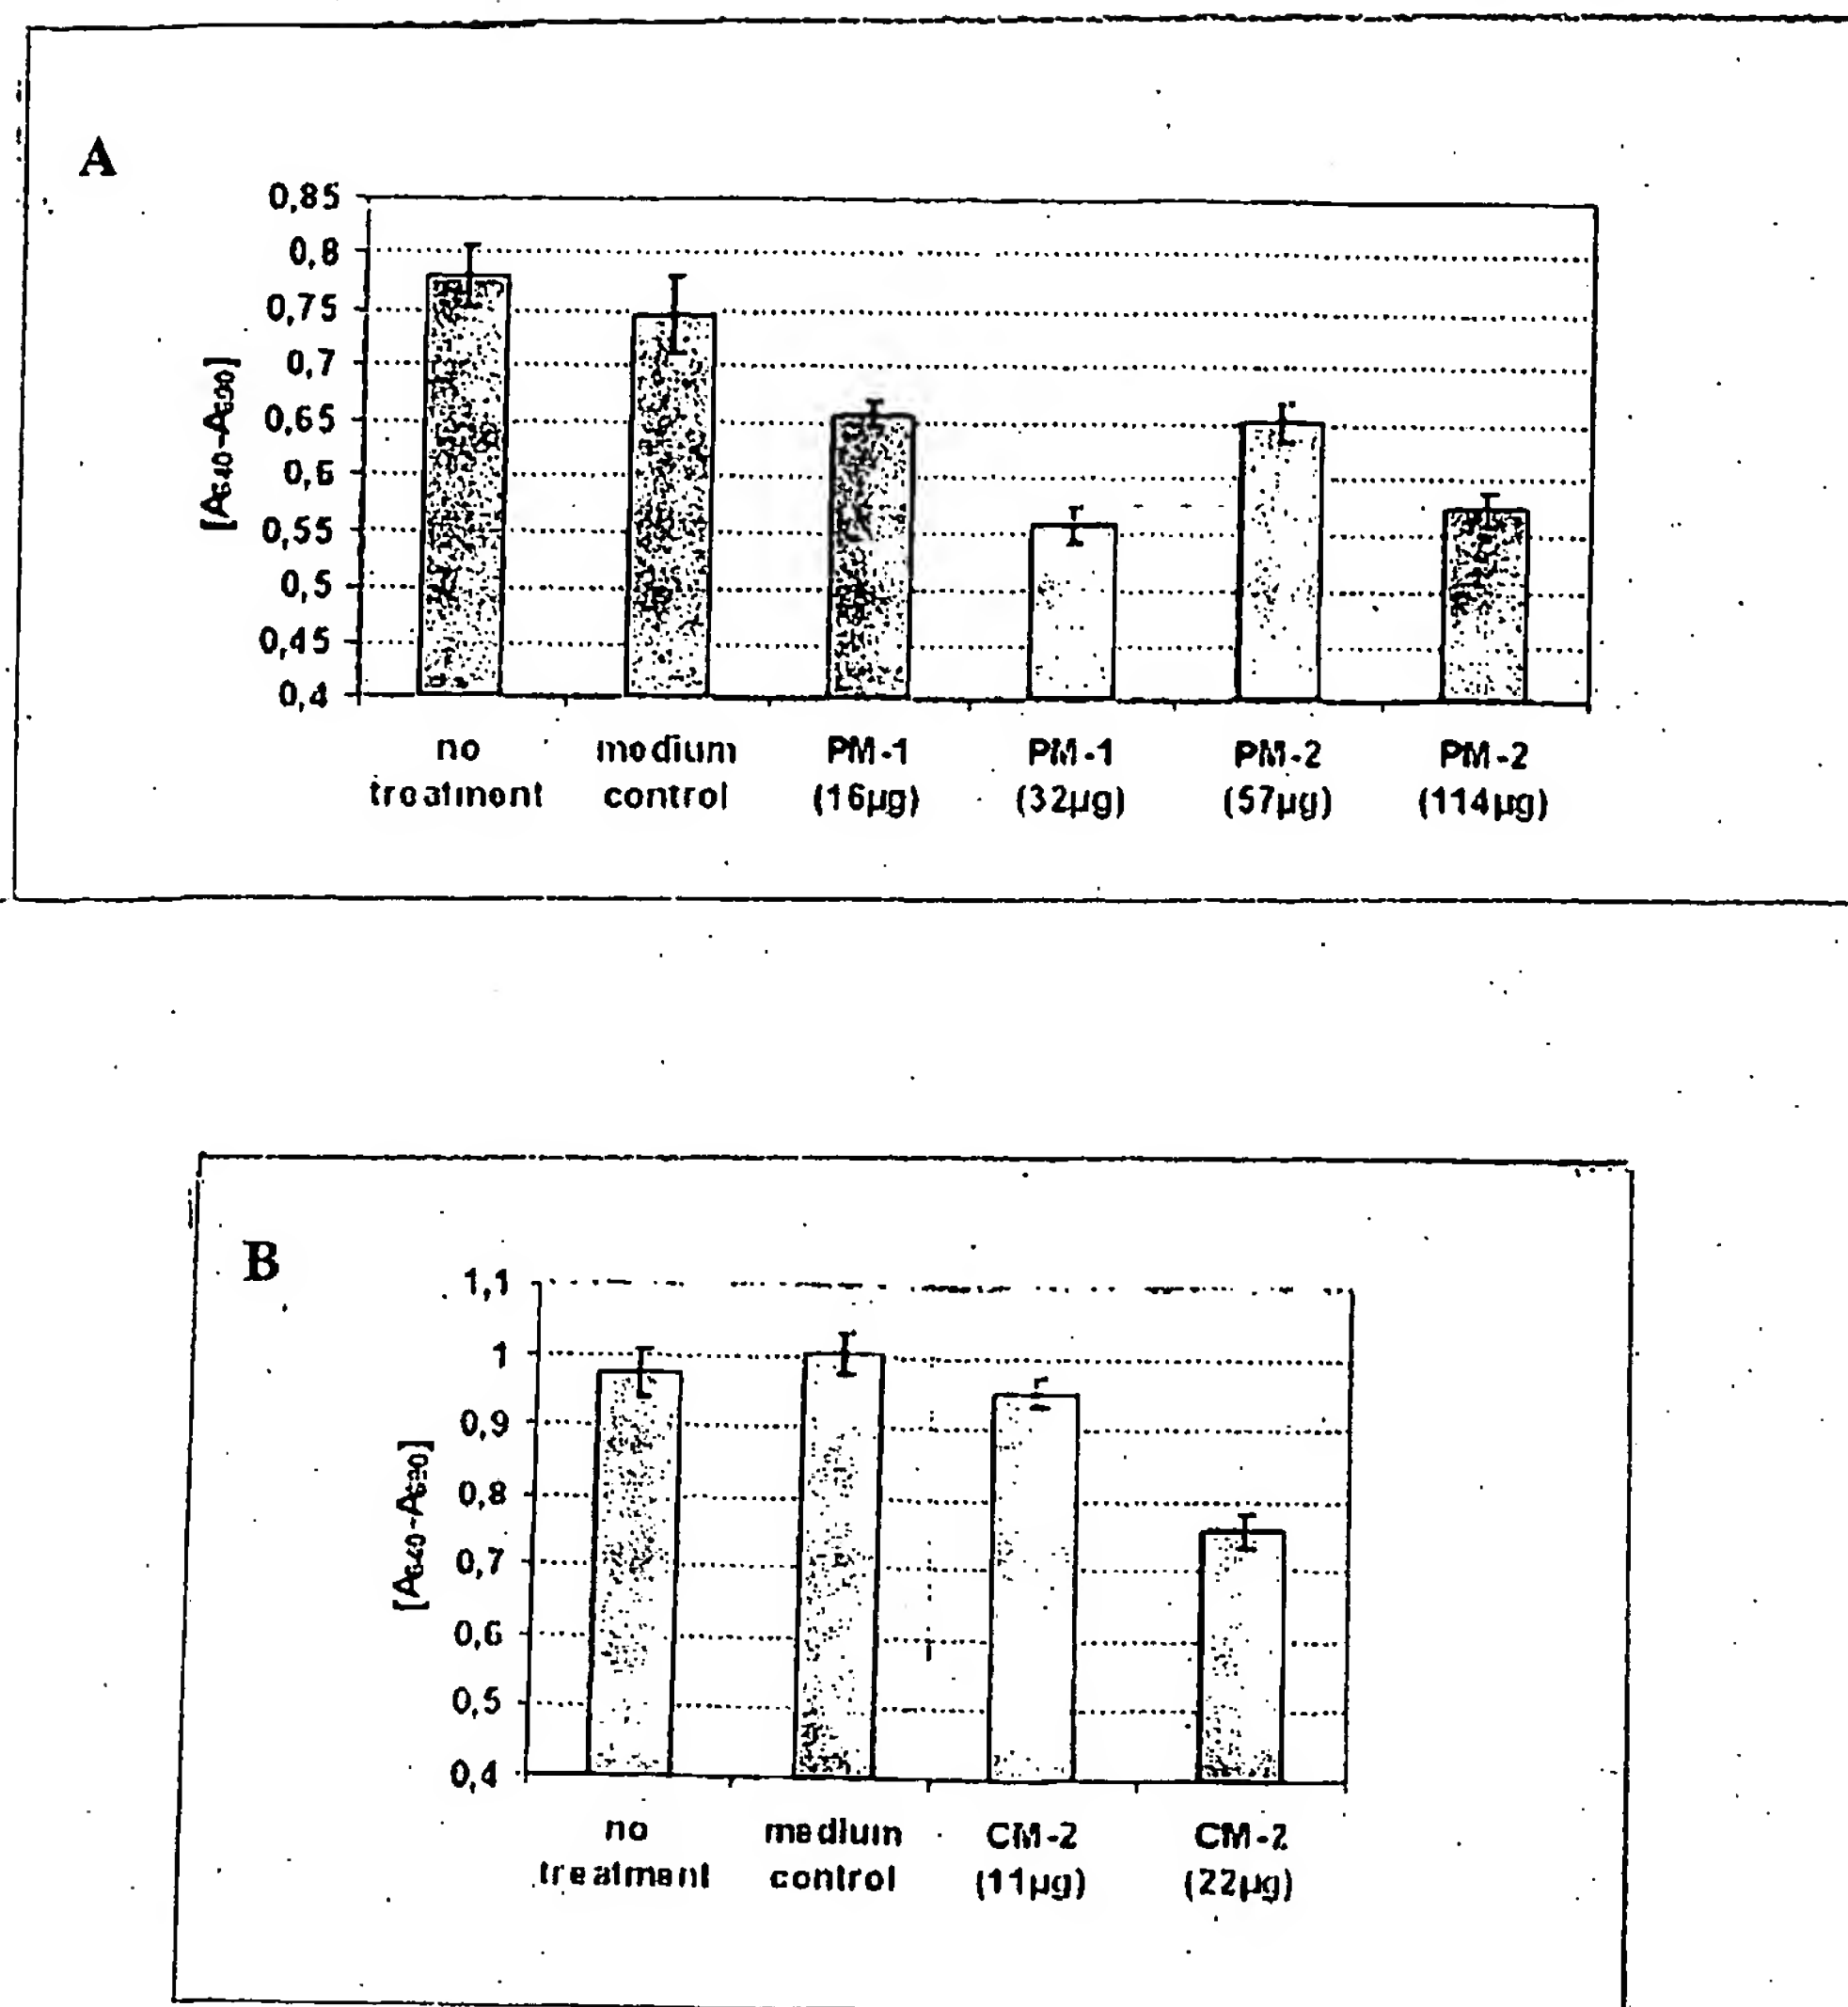 A
0,85
0,8
0,75
0,7
0,65
0,6
0,55
0,5
0,45
0,4
[A640-A690]
no treatment
medium control
PM-1 (16µg)
PM-1 (32µg)
PM-2 (57µg)
PM-2 (114µg)
B
1,1
1
0,9
0,8
0,7
0,6
0,5
0,4
[A640-A690]
no treatment
medium control
CM-2 (11µg)
CM-2 (22µg)